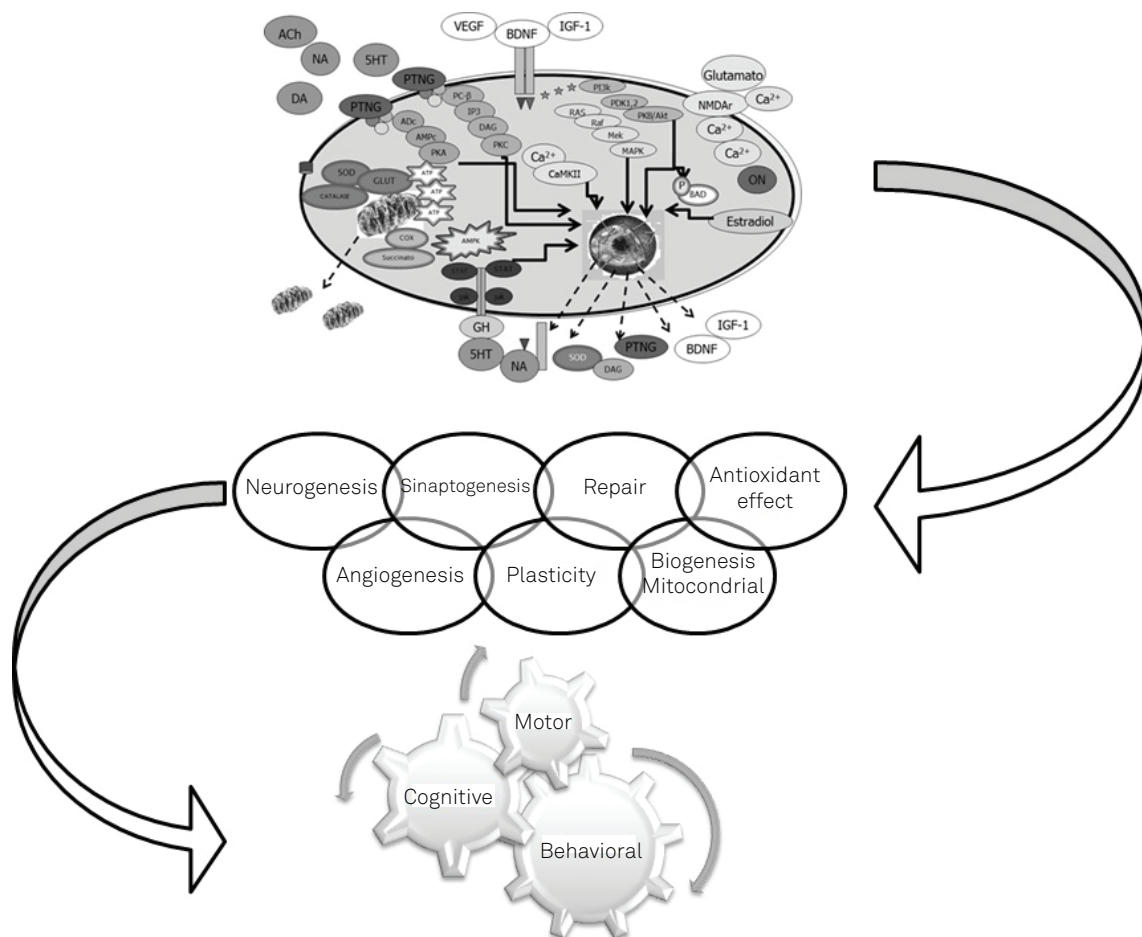 ACh
NA
5HT
DA
VEGF
BDNF
IGF-1
PTNG
PTNG
PC-β
IP3
DAG
PKC
ADc
AMPc
PKA
PI3k
PDK1,2
PKB/Akt
RAS
Raf
Mek
MAPK
Glutamato
NMDAr
Ca²⁺
Ca²⁺
Ca²⁺
ON
Ca²⁺
CaMKII
P
BAD
Estradiol
SOD
GLUT
CATALASE
ATP
ATP
ATP
COX
Succinato
AMPK
STAT
STAT
JaK
JaK
GH
5HT
NA
SOD
DAG
PTNG
BDNF
IGF-1
Neurogenesis
Sinaptogenesis
Repair
Antioxidant
effect
Angiogenesis
Plasticity
Biogenesis
Mitocondrial
Motor
Cognitive
Behavioral